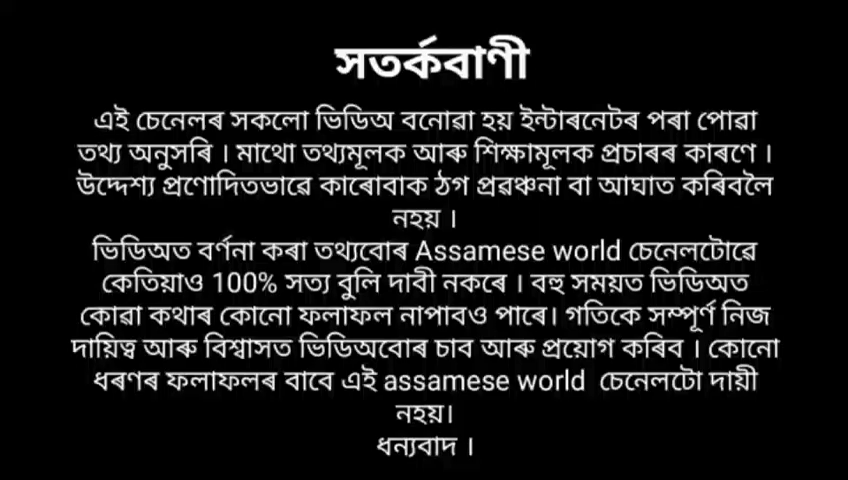 সতৰ্কবাণী
এই চেনেলৰ সকলো ভিডিঅ বনোৱা হয় ইন্টাৰনেটৰ পৰা পোৱা
তথ্য অনুসৰি । মাথো তথ্যমূলক আৰু শিক্ষামূলক প্ৰচাৰৰ কাৰণে ।
উদ্দেশ্য প্ৰণোদিতভাৱে কাৰোবাক ঠগ প্ৰৱঞ্চনা বা আঘাত কৰিবলৈ
নহয় ।
ভিডিঅত বৰ্ণনা কৰা তথ্যবোৰ Assamese world চেনেলটোৱে
কেতিয়াও 100% সত্য বুলি দাবী নকৰে । বহু সময়ত ভিডিঅত
কোৱা কথাৰ কোনো ফলাফল নাপাবও পাৰে। গতিকে সম্পূৰ্ণ নিজ
দায়িত্ব আৰু বিশ্বাসত ভিডিঅবোৰ চাব আৰু প্ৰয়োগ কৰিব । কোনো
ধৰণৰ ফলাফলৰ বাবে এই assamese world চেনেলটো দায়ী
নহয়।
ধন্যবাদ ।